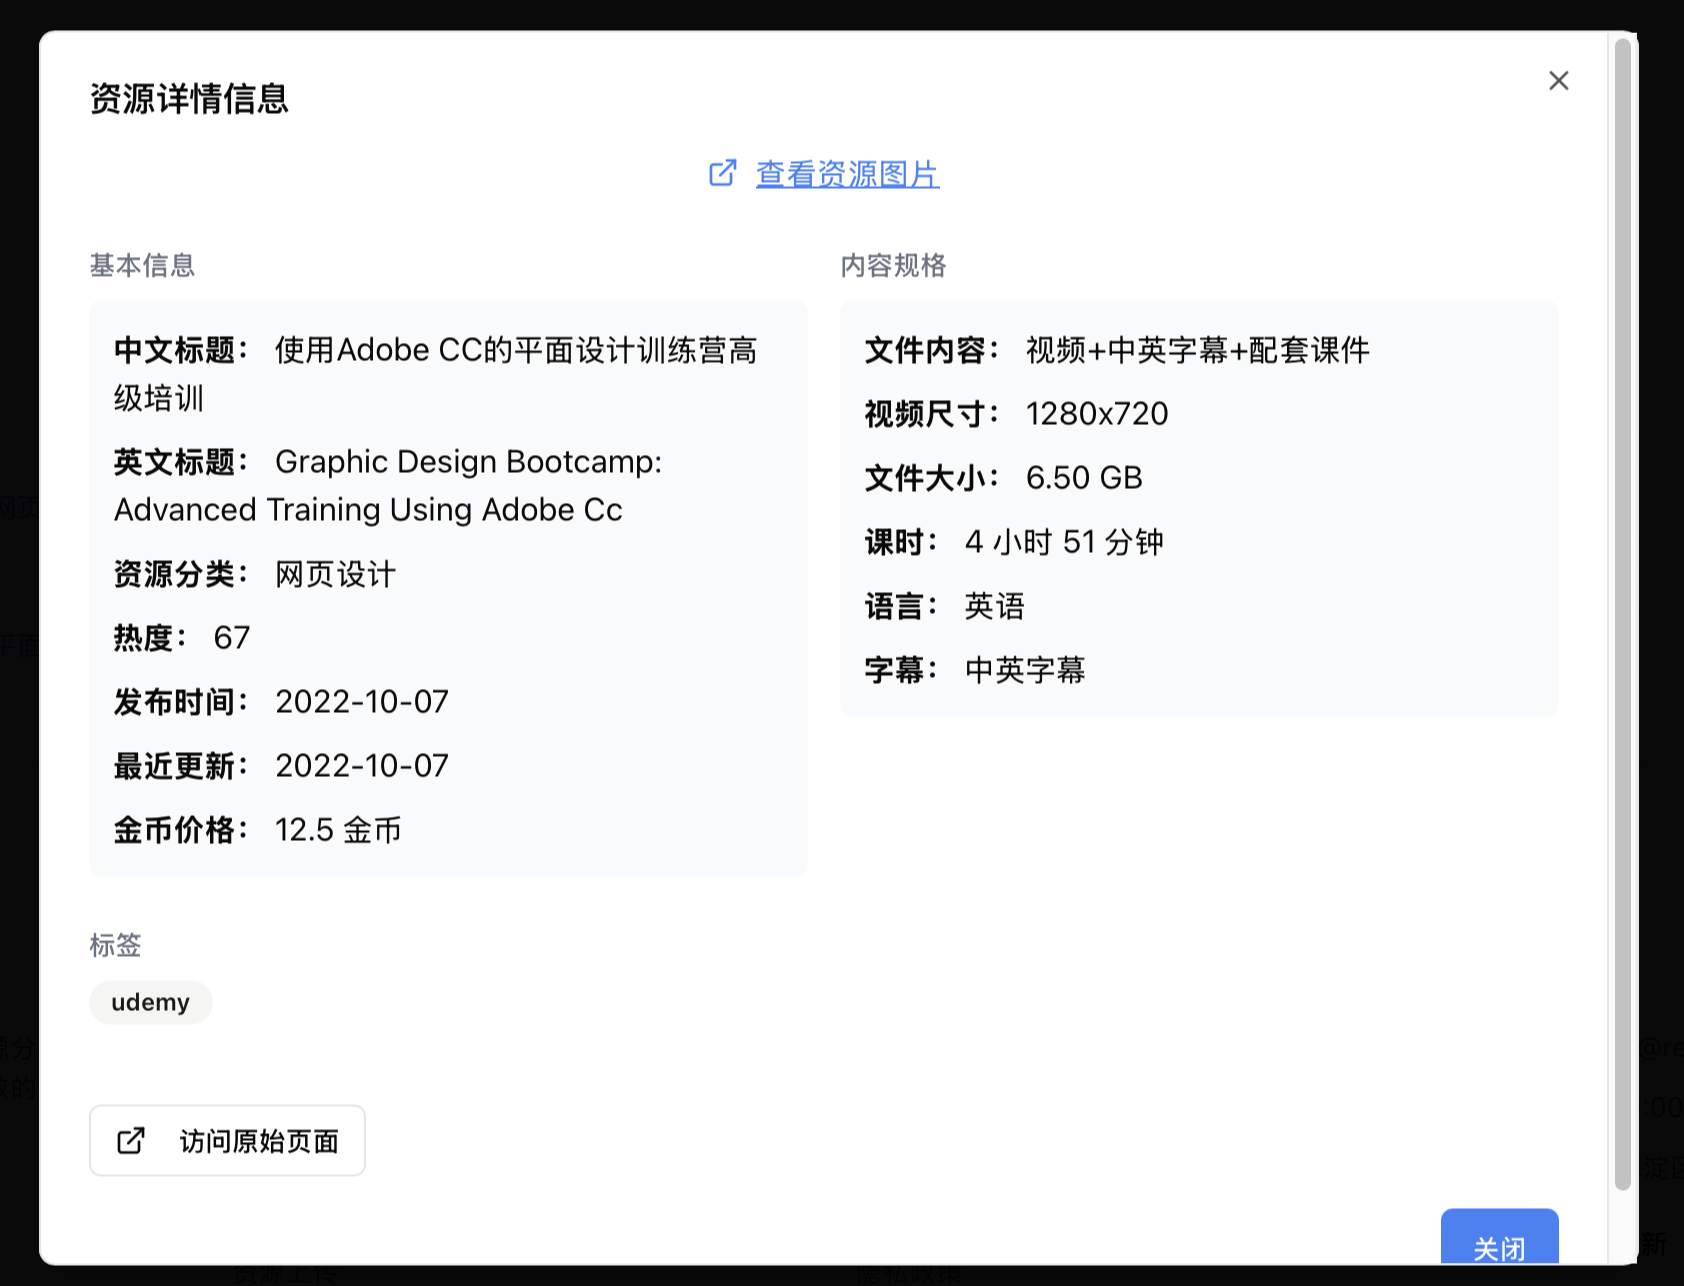 资源详情信息
查看资源图片
基本信息
中文标题： 使用Adobe CC的平面设计训练营高
级培训
英文标题： Graphic Design Bootcamp:
Advanced Training Using Adobe Cc
资源分类： 网页设计
热度： 67
发布时间： 2022-10-07
最近更新： 2022-10-07
金币价格： 12.5 金币
内容规格
文件内容： 视频+中英字幕+配套课件
视频尺寸： 1280x720
文件大小： 6.50 GB
课时： 4 小时 51 分钟
语言： 英语
字幕： 中英字幕
标签
udemy
访问原始页面
关闭